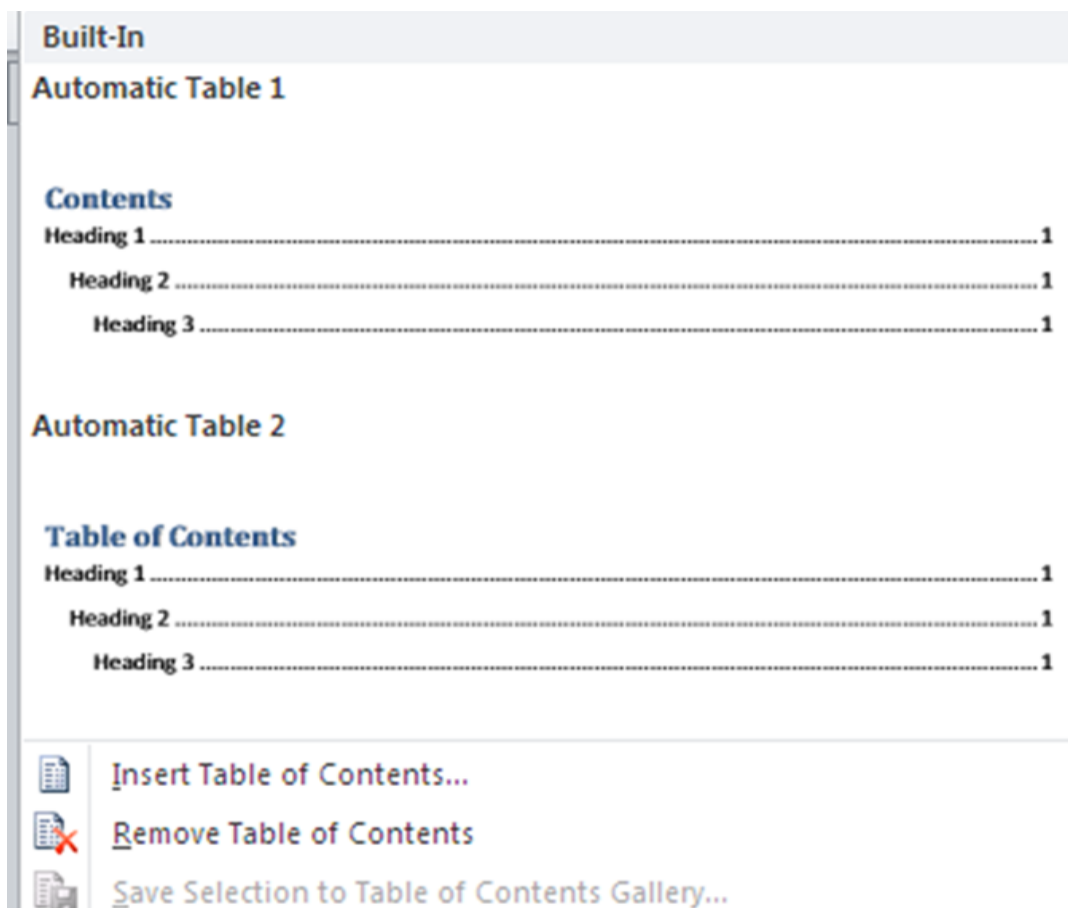 Built-In
Automatic Table 1
Contents
Heading 1 ........................................................ 1
Heading 2 ........................................................ 1
Heading 3 ........................................................ 1
Automatic Table 2
Table of Contents
Heading 1 ........................................................ 1
Heading 2 ........................................................ 1
Heading 3 ........................................................ 1
Insert Table of Contents...
Remove Table of Contents
Save Selection to Table of Contents Gallery...